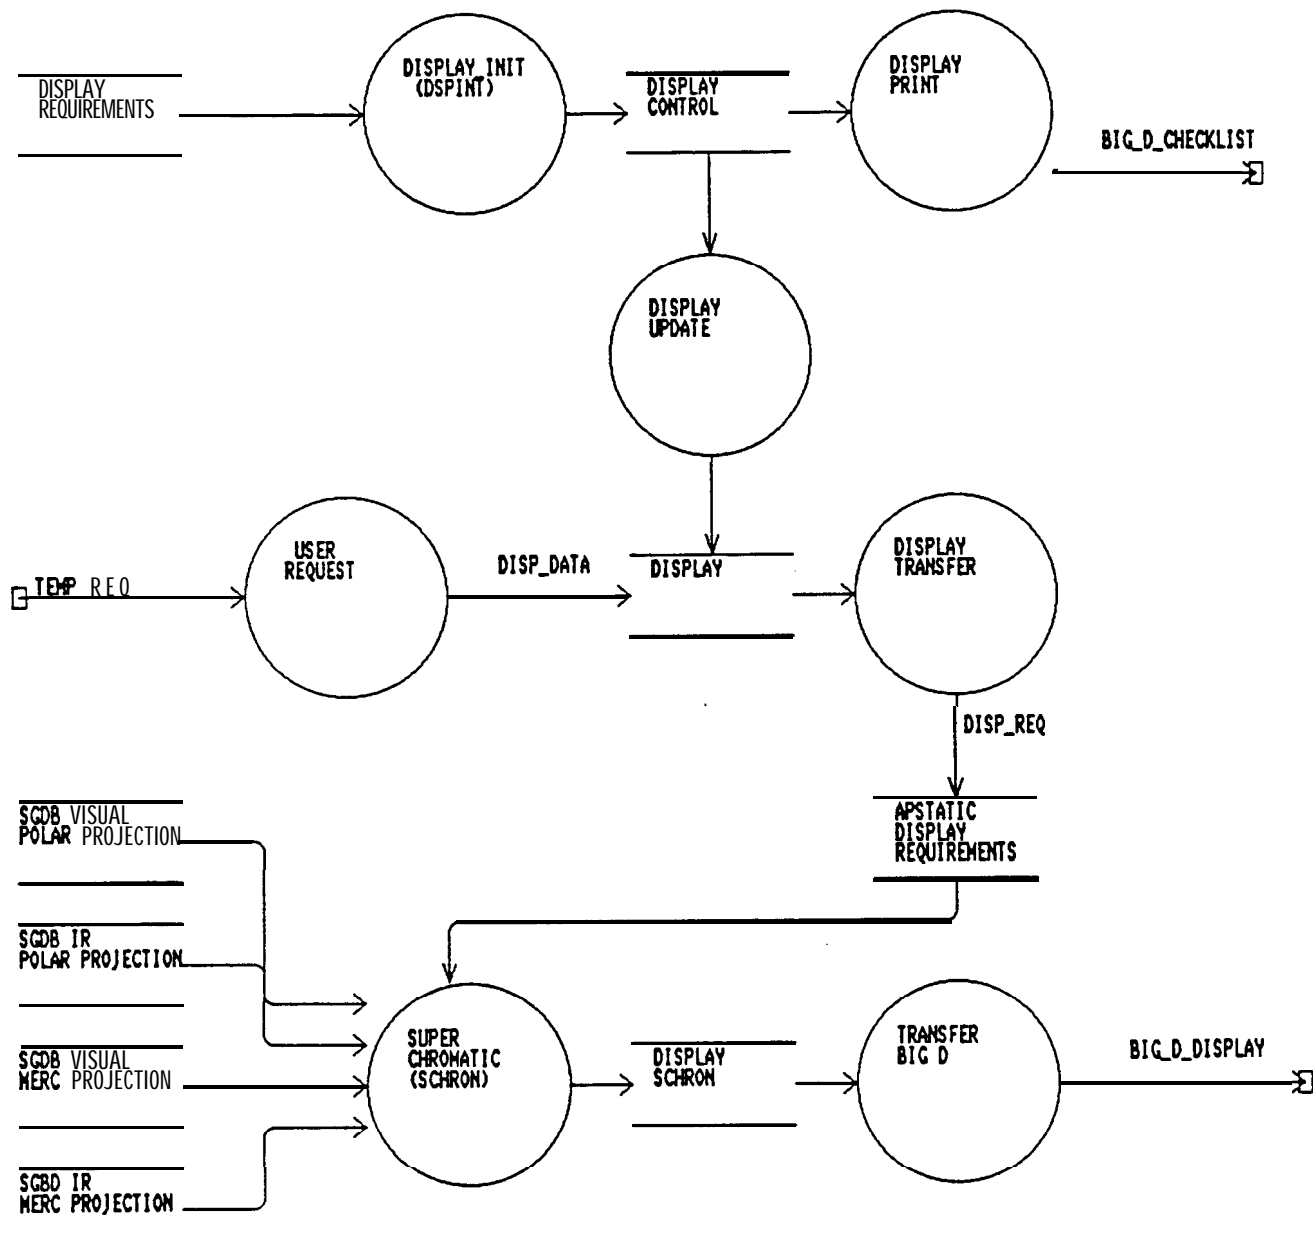 DISPLAY
REQUIREMENTS
DISPLAY_INIT
(DSPINT)
DISPLAY
CONTROL
DISPLAY
PRINT
BIG_D_CHECKLIST
DISPLAY
UPDATE
TEMP REQ
USER
REQUEST
DISP_DATA
DISPLAY
DISPLAY
TRANSFER
DISP_REQ
APSTATIC
DISPLAY
REQUIREMENTS
SGDB VISUAL
POLAR PROJECTION
SGDB IR
POLAR PROJECTION
SGDB VISUAL
MERC PROJECTION
SGBD IR
MERC PROJECTION
SUPER
CHROMATIC
(SCHRON)
DISPLAY
SCHRON
TRANSFER
BIG D
BIG_D_DISPLAY